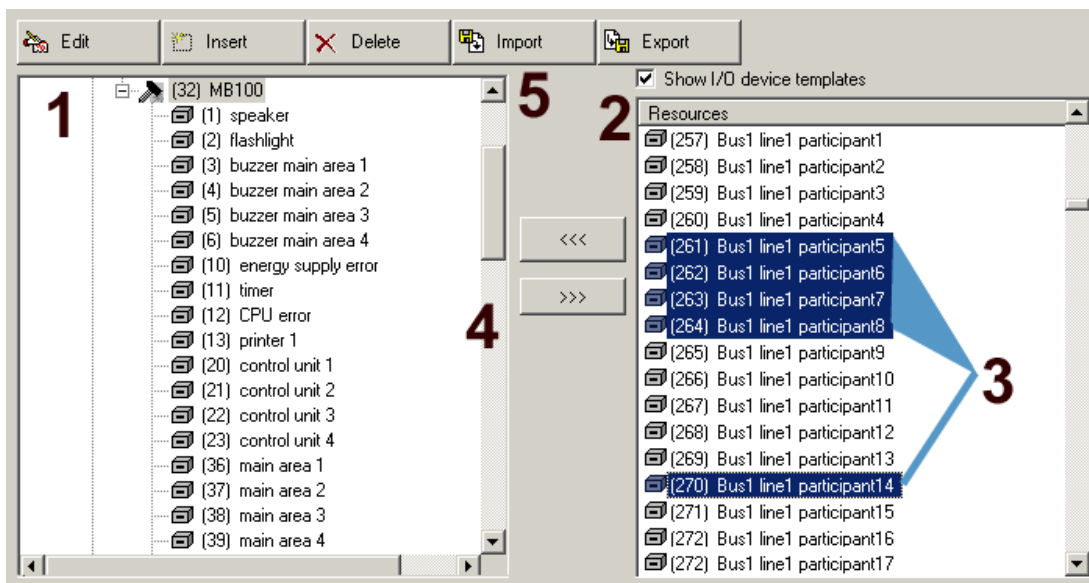 Edit Insert Delete Import Export
Show I/O device templates
1
(32) MB100
(1) speaker
(2) flashlight
(3) buzzer main area 1
(4) buzzer main area 2
(5) buzzer main area 3
(6) buzzer main area 4
(10) energy supply error
(11) timer
(12) CPU error
(13) printer 1
(20) control unit 1
(21) control unit 2
(22) control unit 3
(23) control unit 4
(36) main area 1
(37) main area 2
(38) main area 3
(39) main area 4
5
<<<
>>>
4
2
Resources
(257) Bus1 line1 participant1
(258) Bus1 line1 participant2
(259) Bus1 line1 participant3
(260) Bus1 line1 participant4
(261) Bus1 line1 participant5
(262) Bus1 line1 participant6
(263) Bus1 line1 participant7
(264) Bus1 line1 participant8
(265) Bus1 line1 participant9
(266) Bus1 line1 participant10
(267) Bus1 line1 participant11
(268) Bus1 line1 participant12
(269) Bus1 line1 participant13
(270) Bus1 line1 participant14
(271) Bus1 line1 participant15
(272) Bus1 line1 participant16
(272) Bus1 line1 participant17
3